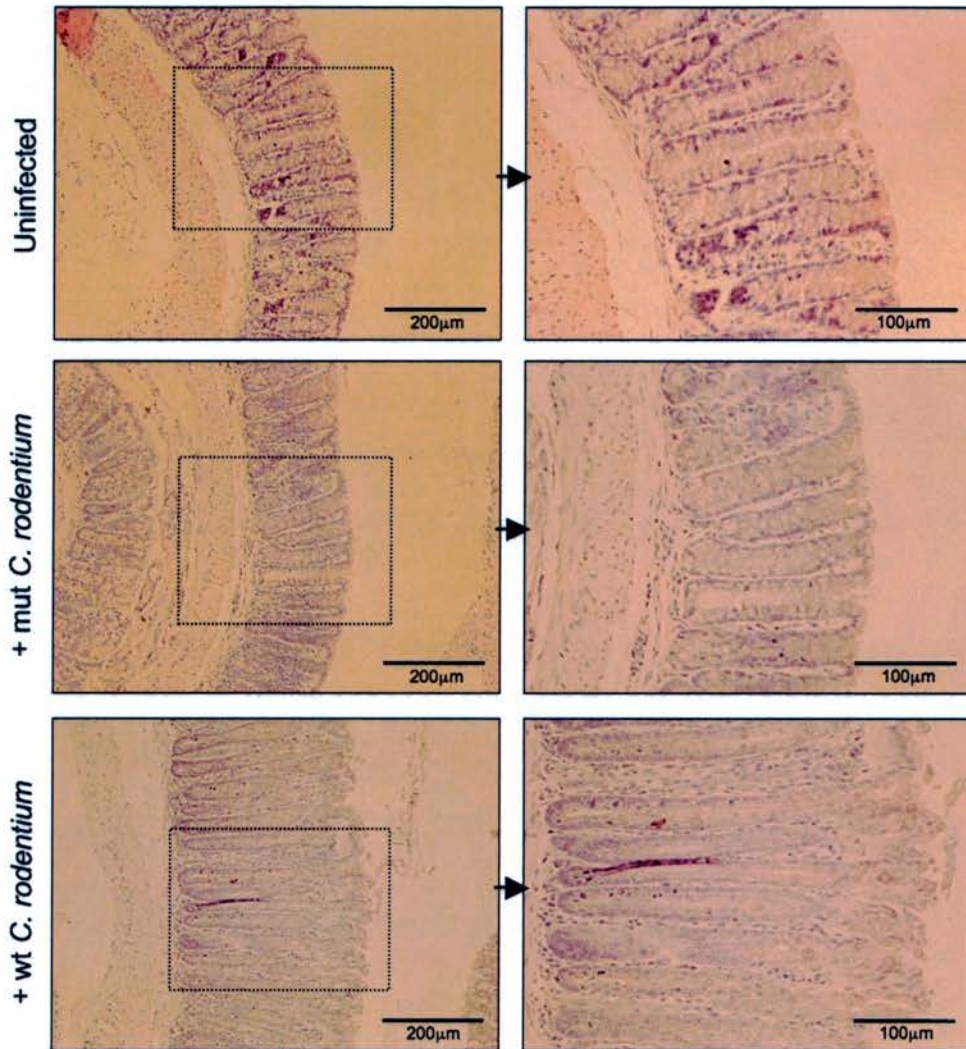 Uninfected
200µm
100µm
+ mut C. rodentium
200µm
100µm
+ wt C. rodentium
200µm
100µm